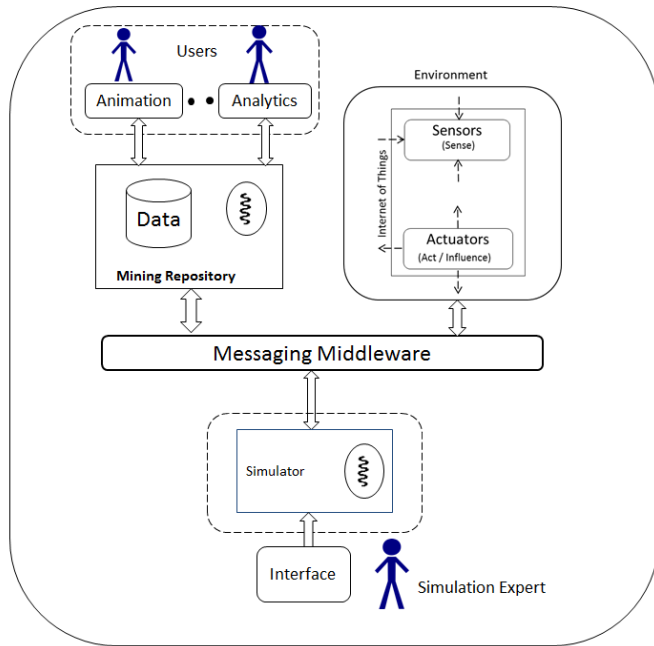 Users
Animation
Analytics
Data
Mining Repository
Environment
Internet of Things
Sensors
(Sense)
Actuators
(Act / Influence)
Messaging Middleware
Simulator
Interface
Simulation Expert